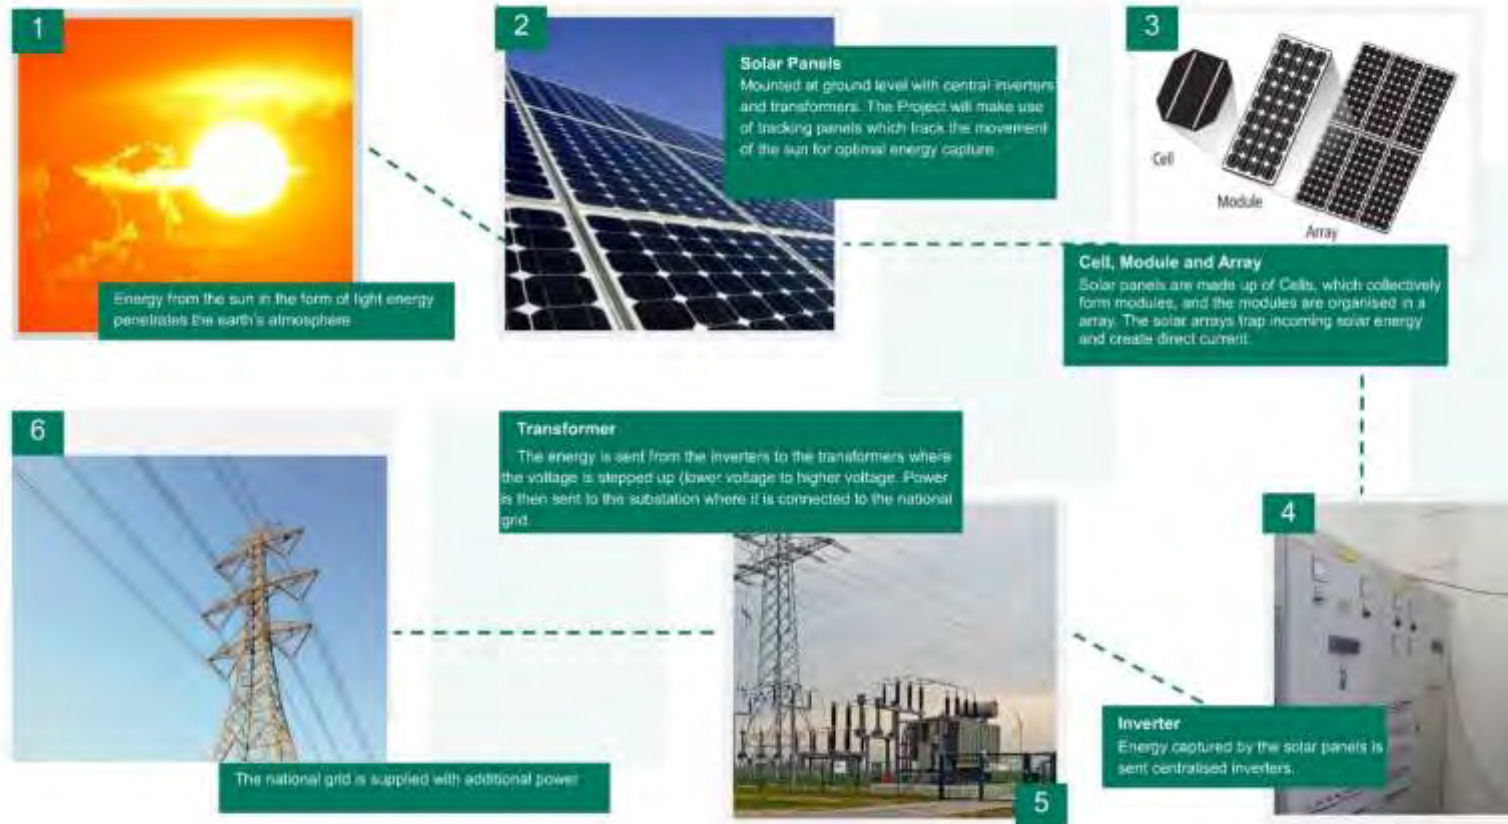 1
Energy from the sun in the form of light energy
penetrates the earth's atmosphere
2
Solar Panels
Mounted at ground level with central inverters
and transformers. The Project will make use
of tracking panels which track the movement
of the sun for optimal energy capture.
3
Cell
Module
Array
Cell, Module and Array
Solar panels are made up of Cells, which collectively
form modules, and the modules are organised in a
array. The solar arrays trap incoming solar energy
and create direct current.
4
Inverter
Energy captured by the solar panels is
sent centralised inverters.
5
Transformer
The energy is sent from the inverters to the transformers where
the voltage is stepped up (lower voltage to higher voltage. Power
is then sent to the substation where it is connected to the national
grid.
6
The national grid is supplied with additional power